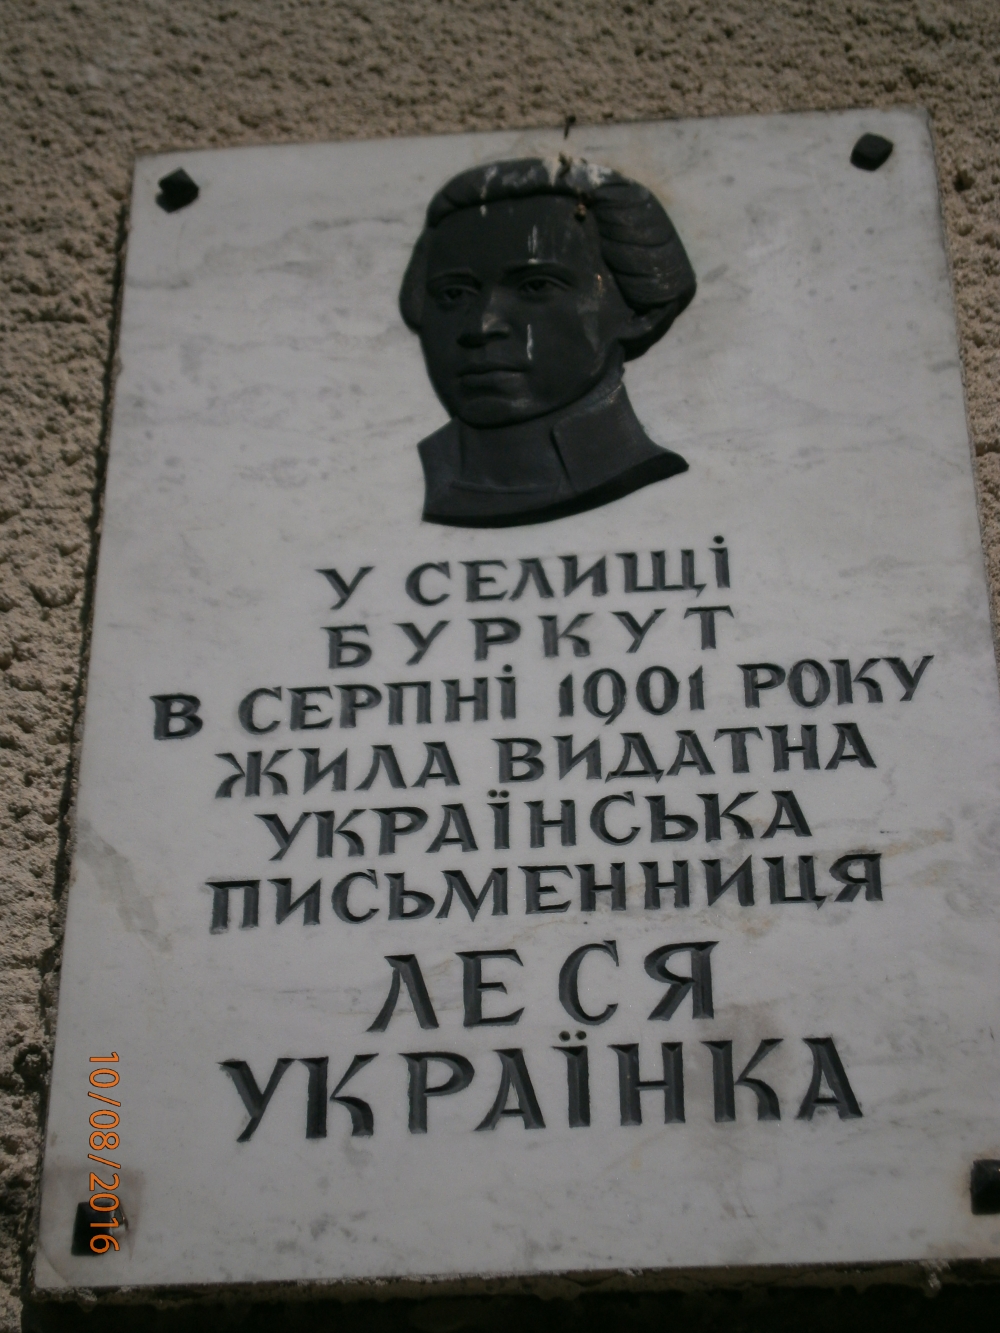 У СЕЛИЩІ
БУРКУТ
В СЕРПНІ 1901 РОКУ
ЖИЛА ВИДАТНА
УКРАЇНСЬКА
ПИСЬМЕННИЦЯ
ЛЕСЯ
УКРАЇНКА
10/08/2016